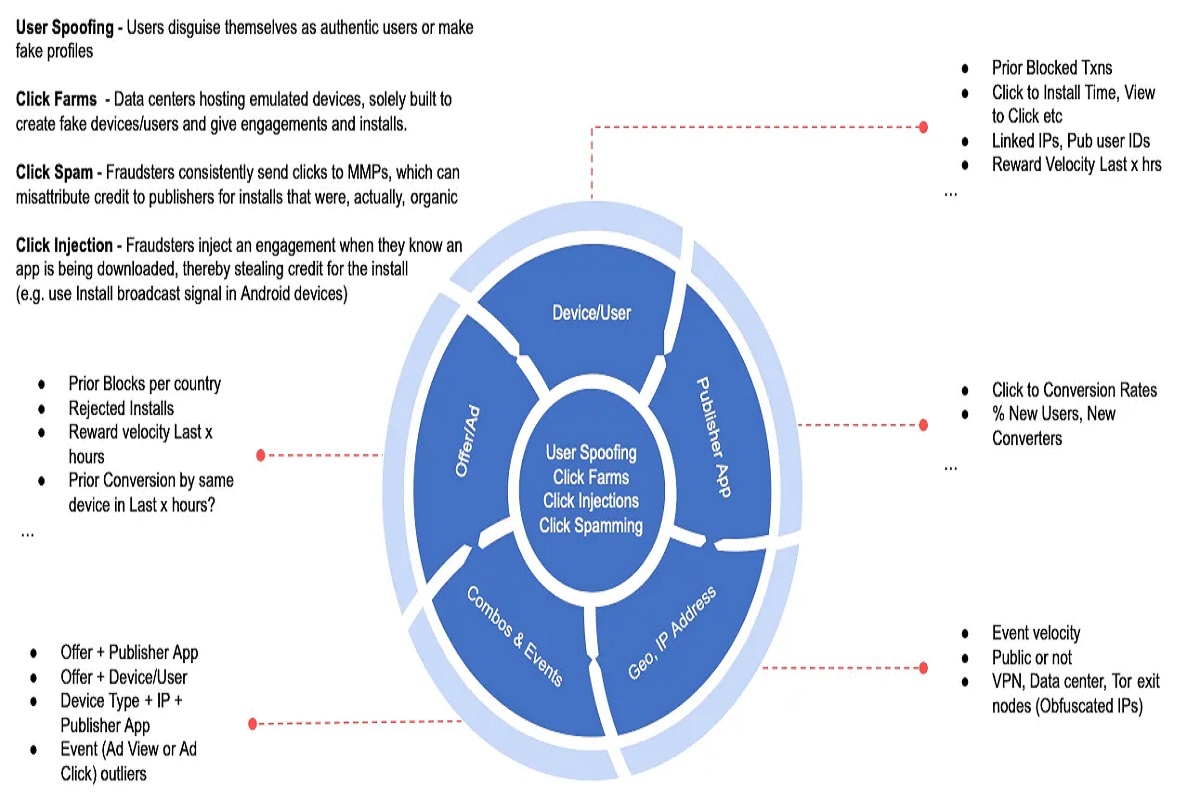 User Spoofing - Users disguise themselves as authentic users or make
fake profiles
Click Farms - Data centers hosting emulated devices, solely built to
create fake devices/users and give engagements and installs.
Click Spam - Fraudsters consistently send clicks to MMPs, which can
misattribute credit to publishers for installs that were, actually, organic
Click Injection - Fraudsters inject an engagement when they know an
app is being downloaded, thereby stealing credit for the install
(e.g. use Install broadcast signal in Android devices)
● Prior Blocked Txns
● Click to Install Time, View
to Click etc
● Linked IPs, Pub user IDs
● Reward Velocity Last x hrs
...
Device/User
Publisher App
Geo, IP Address
Combos & Events
Offer/Ad
User Spoofing
Click Farms
Click Injections
Click Spamming
● Prior Blocks per country
● Rejected Installs
● Reward velocity Last x
hours
● Prior Conversion by same
device in Last x hours?
...
● Click to Conversion Rates
● % New Users, New
Converters
...
● Offer + Publisher App
● Offer + Device/User
● Device Type + IP +
Publisher App
● Event (Ad View or Ad
Click) outliers
● Event velocity
● Public or not
● VPN, Data center, Tor exit
nodes (Obfuscated IPs)